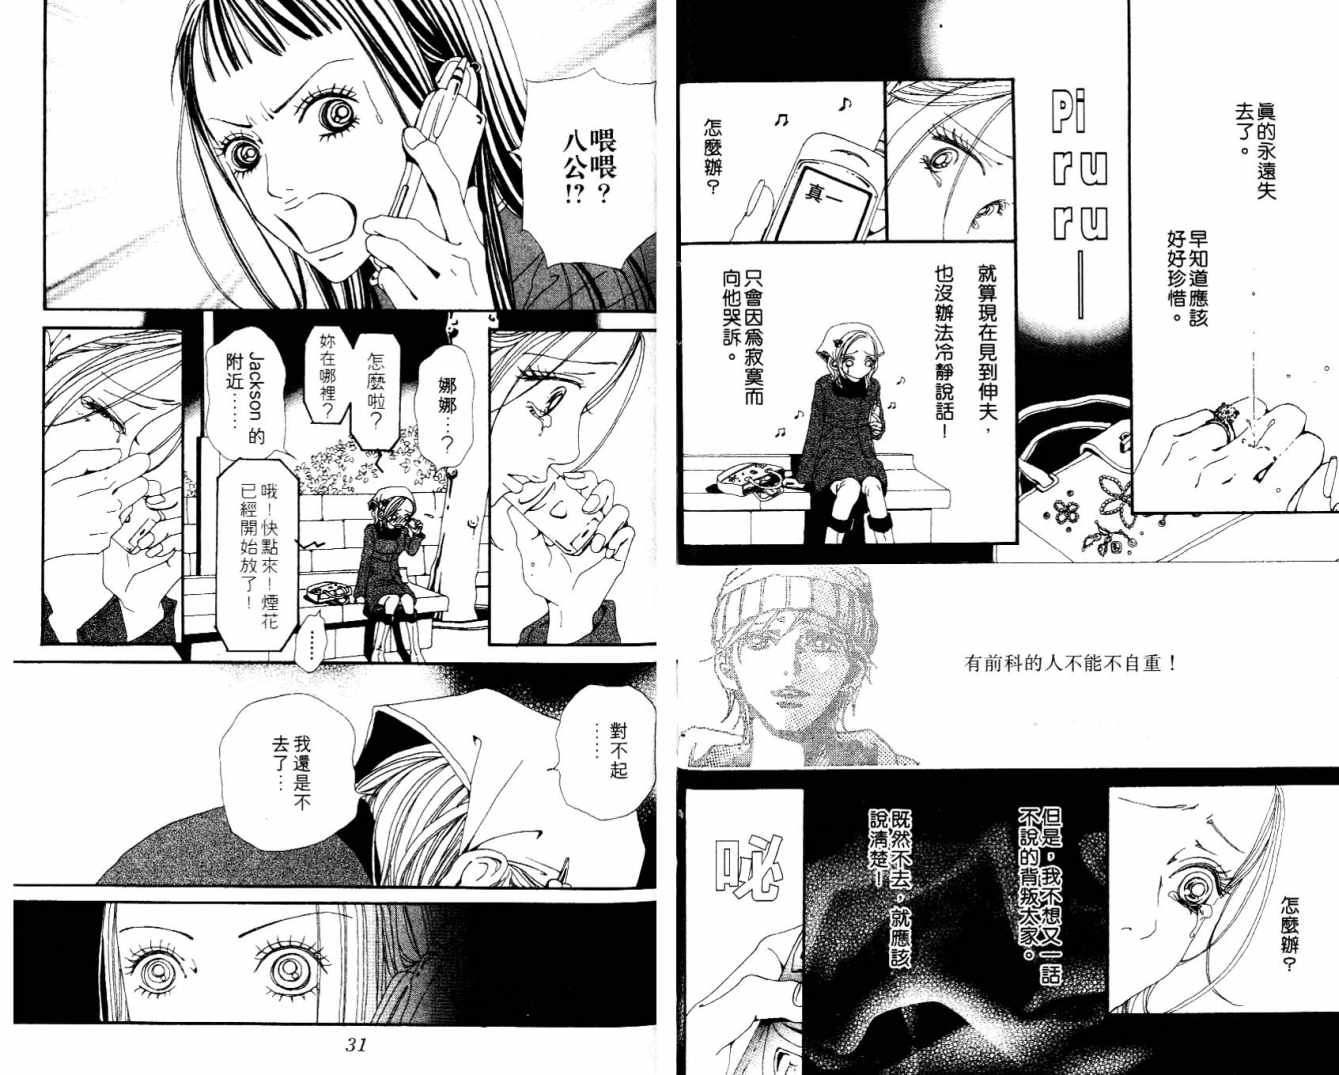 真的永遠失
去了。
早知道應該
好好珍惜。
Pi
ru
ru
怎麼辦？
真一
就算現在見到伸夫，
也沒辦法冷靜說話！
只會因為寂寞而
向他哭訴。
有前科的人不能不自重！
怎麼辦？
但是，我不想又一話
不說的背叛大家。
既然不去，就應該
說清楚！
嗶
喂喂？
八公!?
娜娜…？
怎麼啦？
妳在哪裡？
Jackson 的
附近……
哦！快點來！煙花
已經開始放了！
……
對不起
……
我還是不
去了…
31